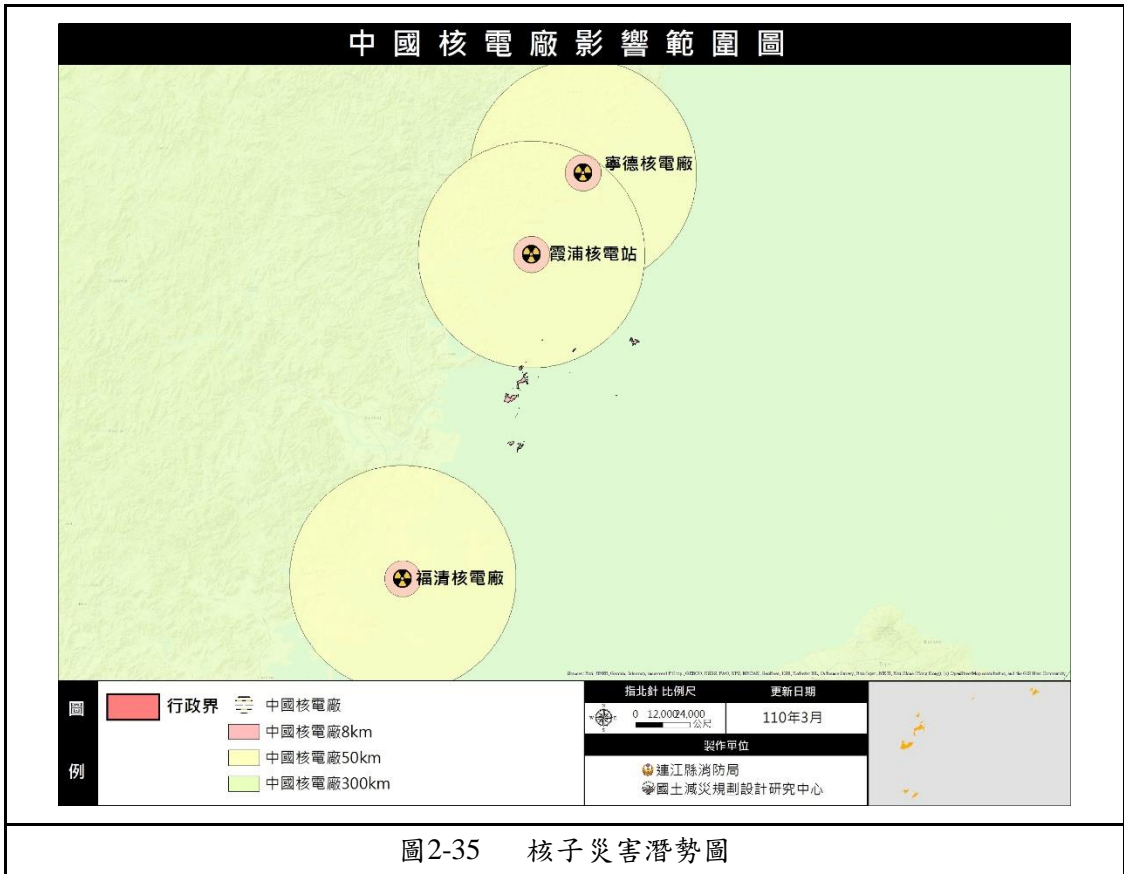 中國核電廠影響範圍圖
寧德核電廠
霞浦核電站
福清核電廠
圖例
行政界
中國核電廠
中國核電廠8km
中國核電廠50km
中國核電廠300km
指北針 比例尺
更新日期
0 12,000 24,000
公尺
110年3月
製作單位
連江縣消防局
國土減災規劃設計研究中心
圖2-35 核子災害潛勢圖